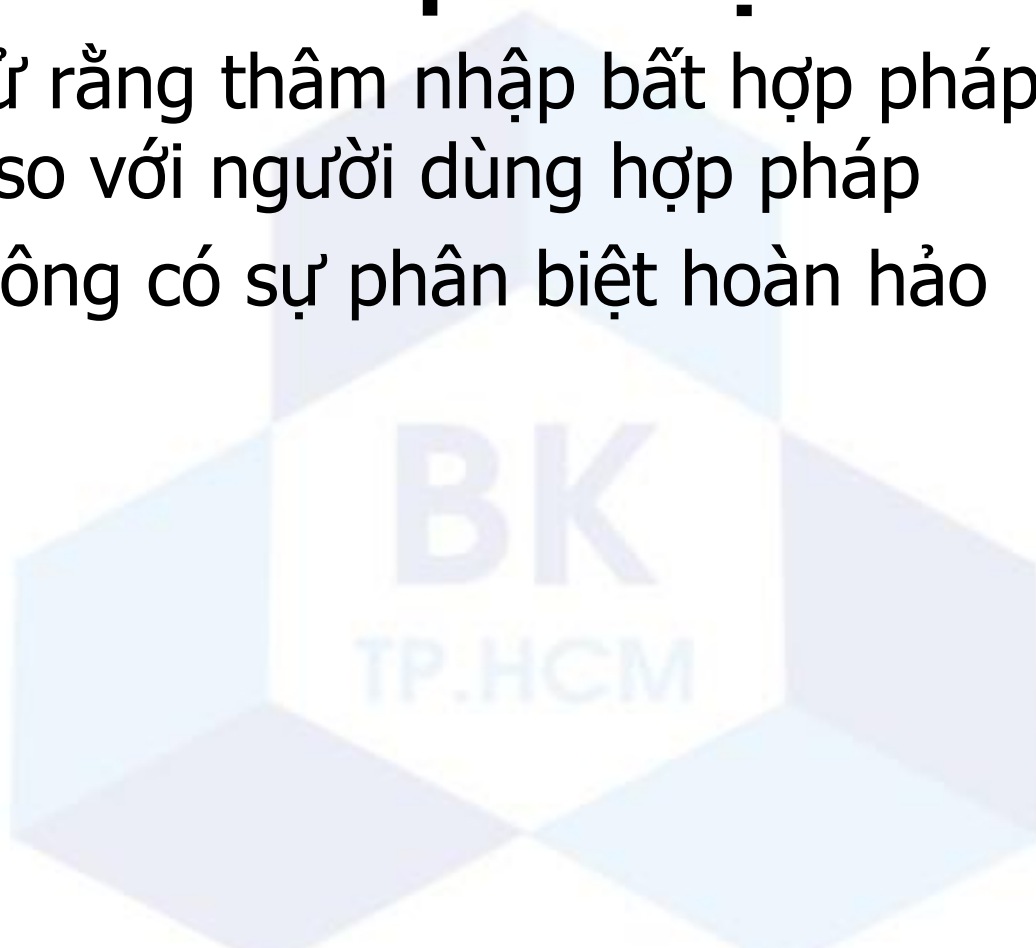 ử rằng thâm nhập bất hợp pháp
so với người dùng hợp pháp
ông có sự phân biệt hoàn hảo
BK
TP.HCM